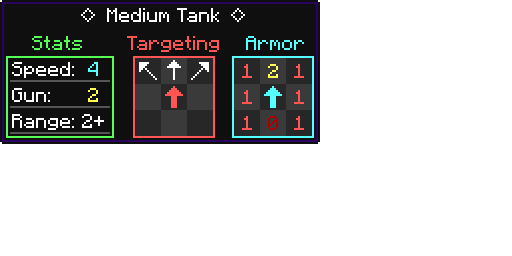 ◇ Medium Tank ◇
Stats Targeting Armor
Speed: 4
Gun: 2
Range: 2+
1 2 1
1 1
1 0 1